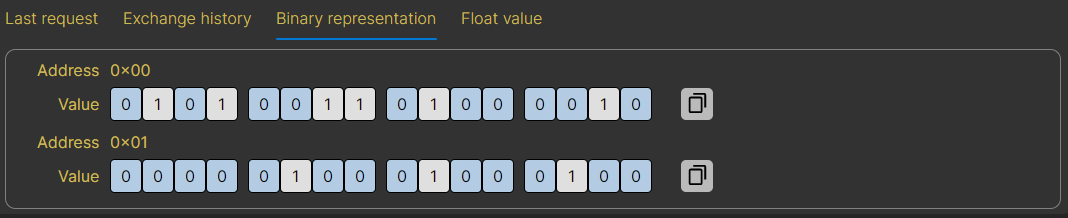 Last request Exchange history Binary representation Float value
Address 0×00
Value 0 1 0 1 0 0 1 1 0 1 0 0 0 0 1 0
Address 0×01
Value 0 0 0 0 0 1 0 0 0 1 0 0 0 1 0 0